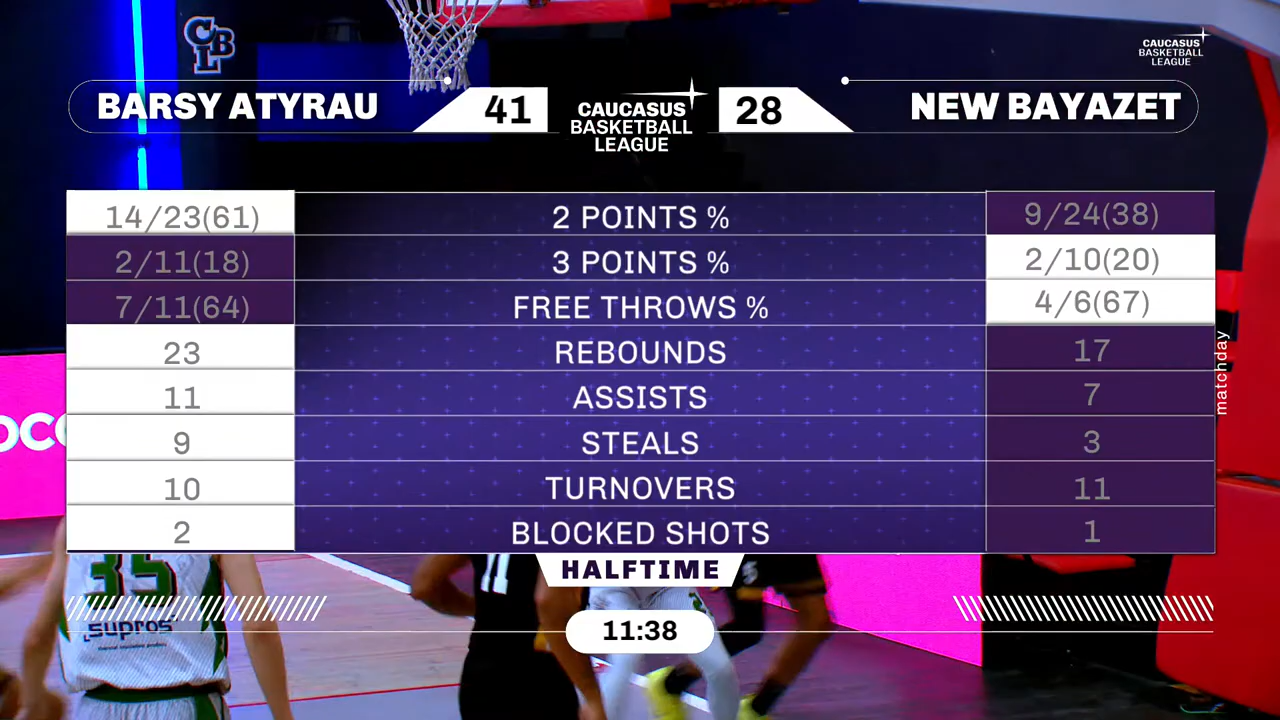 CBL
CAUCASUS
BASKETBALL
LEAGUE
BARSY ATYRAU 41
CAUCASUS
BASKETBALL
LEAGUE
28 NEW BAYAZET
14/23(61) 2 POINTS % 9/24(38)
2/11(18) 3 POINTS % 2/10(20)
7/11(64) FREE THROWS % 4/6(67)
23 REBOUNDS 17
11 ASSISTS 7
9 STEALS 3
10 TURNOVERS 11
2 BLOCKED SHOTS 1
matchday
HALFTIME
11:38
35
supros
11